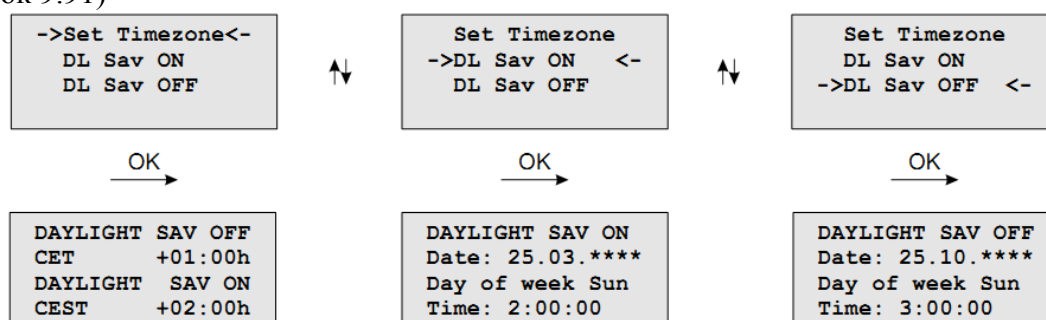 ->Set Timezone<-
DL Sav ON
DL Sav OFF
Set Timezone
->DL Sav ON <-
DL Sav OFF
Set Timezone
DL Sav ON
->DL Sav OFF <-
OK
OK
OK
DAYLIGHT SAV OFF
CET +01:00h
DAYLIGHT SAV ON
CEST +02:00h
DAYLIGHT SAV ON
Date: 25.03.****
Day of week Sun
Time: 2:00:00
DAYLIGHT SAV OFF
Date: 25.10.****
Day of week Sun
Time: 3:00:00